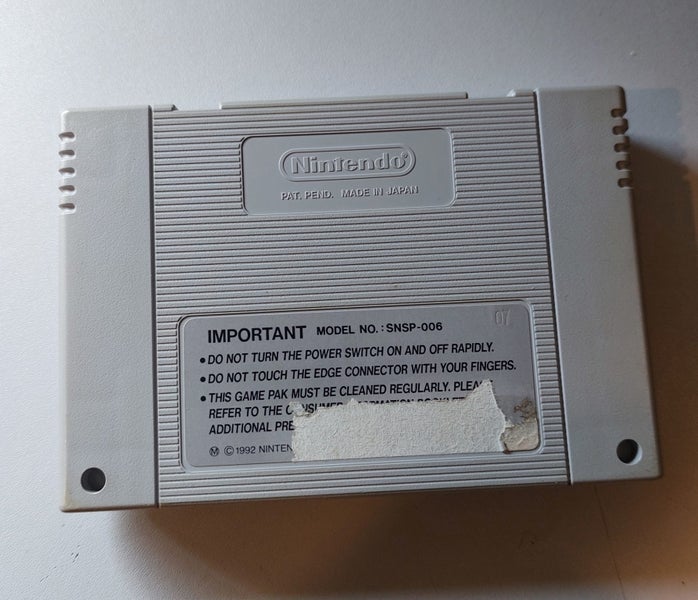 Nintendo®
PAT. PEND. MADE IN JAPAN
07
IMPORTANT MODEL NO. : SNSP-006
• DO NOT TURN THE POWER SWITCH ON AND OFF RAPIDLY.
• DO NOT TOUCH THE EDGE CONNECTOR WITH YOUR FINGERS.
• THIS GAME PAK MUST BE CLEANED REGULARLY.
REFER TO THE
ADDITIONAL
Ⓜ © 1992